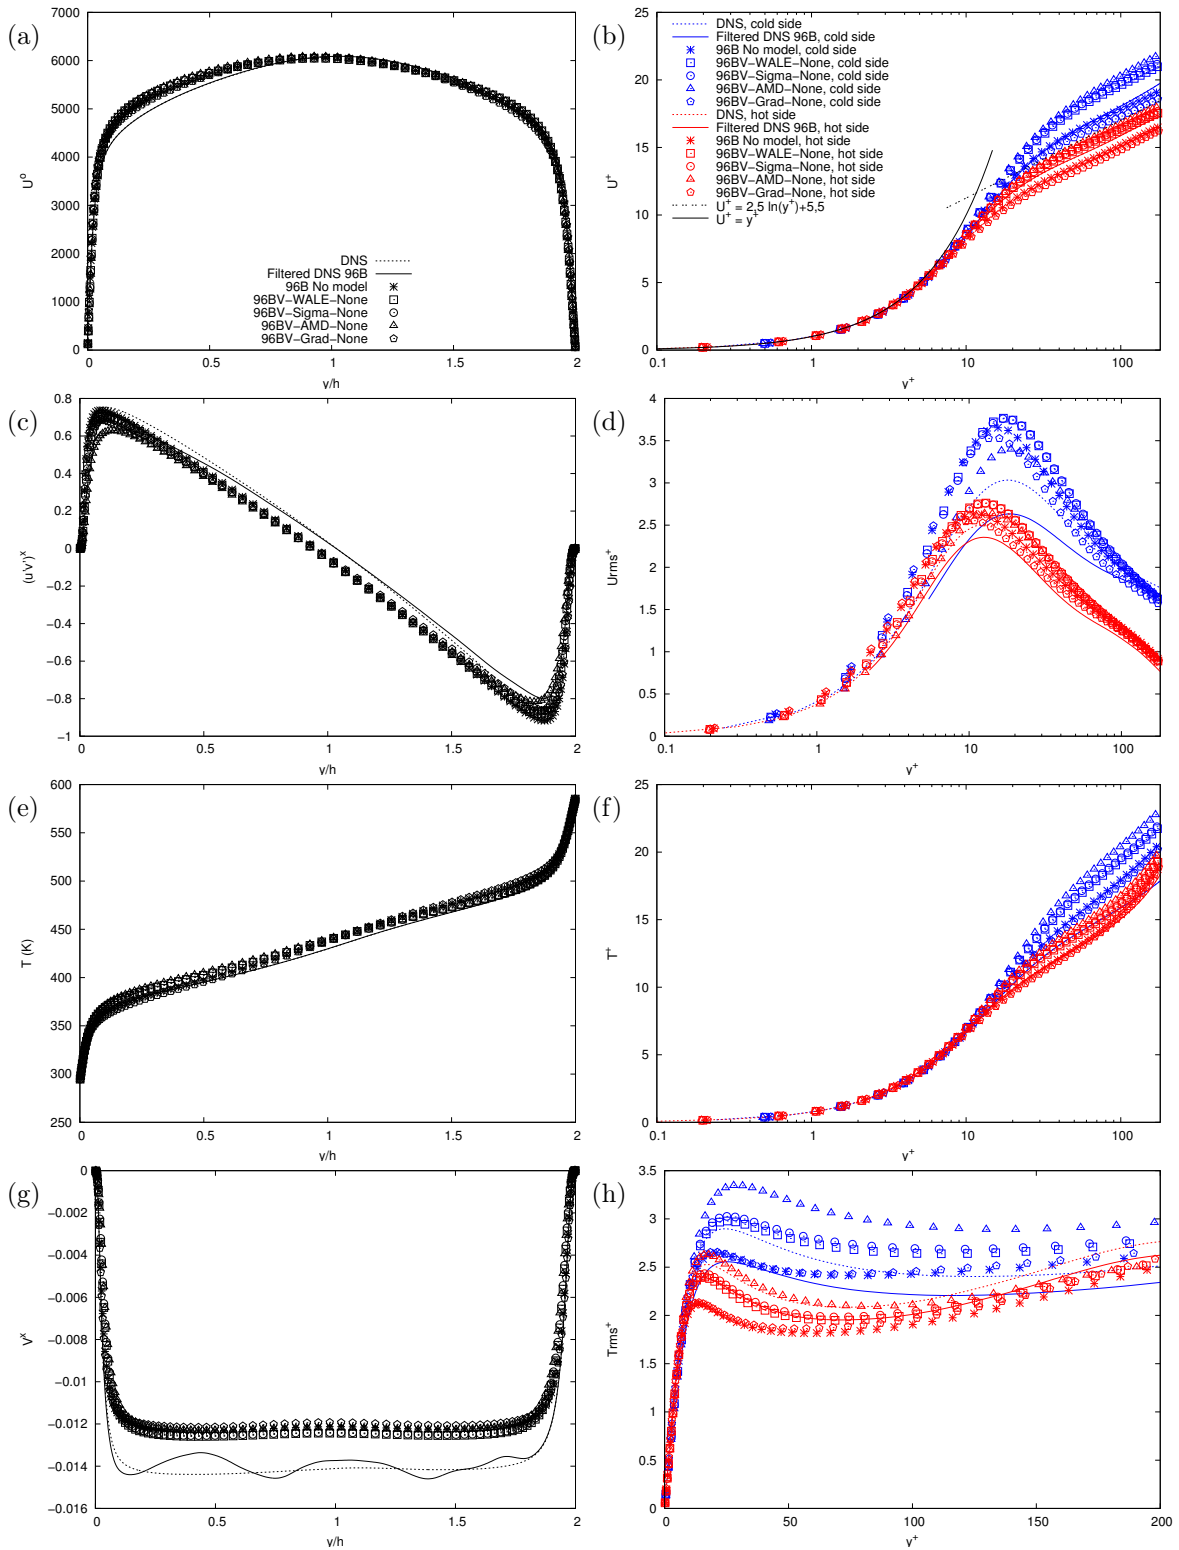 (a)
7000
6000
5000
4000
3000
2000
1000
0
U⁰
DNS
Filtered DNS 96B
96B No model
96BV−WALE−None
96BV−Sigma−None
96BV−AMD−None
96BV−Grad−None
0 0.5 1 1.5 2
y/h
(b)
25
20
15
10
5
0
U⁺
DNS, cold side
Filtered DNS 96B, cold side
96B No model, cold side
96BV−WALE−None, cold side
96BV−Sigma−None, cold side
96BV−AMD−None, cold side
96BV−Grad−None, cold side
DNS, hot side
Filtered DNS 96B, hot side
96B No model, hot side
96BV−WALE−None, hot side
96BV−Sigma−None, hot side
96BV−AMD−None, hot side
96BV−Grad−None, hot side
U⁺ = 2.5 ln(y⁺)+5.5
U⁺ = y⁺
0.1 1 10 100
y⁺
(c)
0.8
0.6
0.4
0.2
0
−0.2
−0.4
−0.6
−0.8
−1
(u'v')ˣ
0 0.5 1 1.5 2
y/h
(d)
4
3.5
3
2.5
2
1.5
1
0.5
0
Urms⁺
0.1 1 10 100
y⁺
(e)
600
550
500
450
400
350
300
250
T (K)
0 0.5 1 1.5 2
y/h
(f)
25
20
15
10
5
0
T⁺
0.1 1 10 100
y⁺
(g)
0
−0.002
−0.004
−0.006
−0.008
−0.01
−0.012
−0.014
−0.016
Vˣ
0 0.5 1 1.5 2
y/h
(h)
3.5
3
2.5
2
1.5
1
0.5
0
Trms⁺
0 50 100 150 200
y⁺